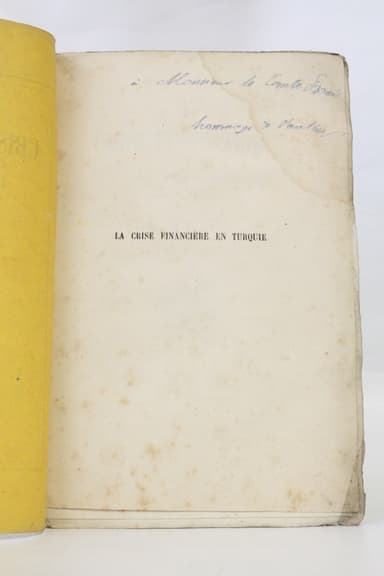 à Monsieur le Comte
hommage de l'auteur
LA CRISE FINANCIÈRE EN TURQUIE